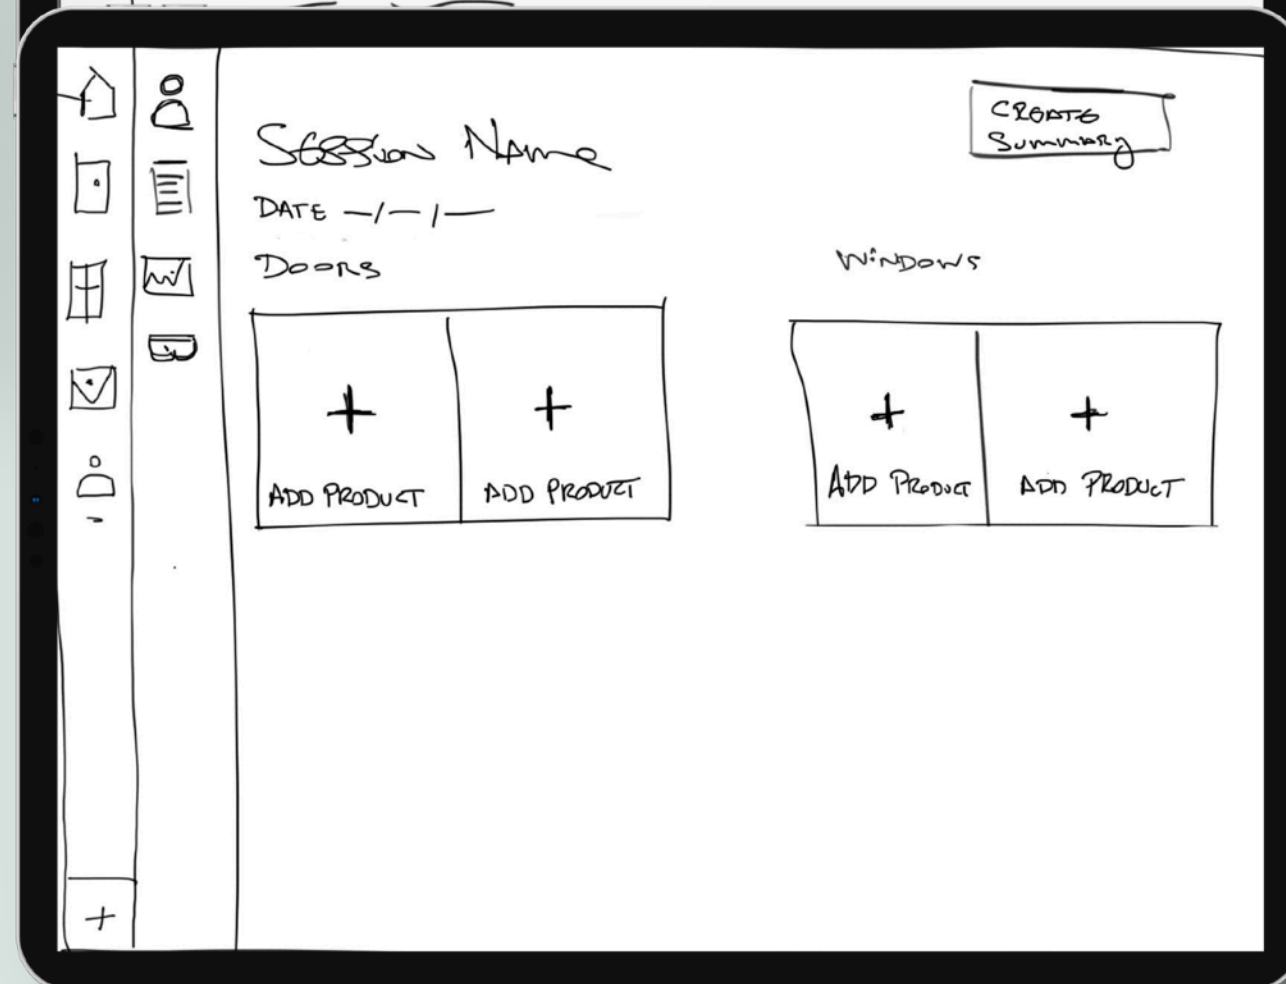 SESSION NAME
CREATE
SUMMARY
DATE -/-/-
DOORS
WINDOWS
+
+
+
+
ADD PRODUCT
ADD PRODUCT
ADD PRODUCT
ADD PRODUCT
+